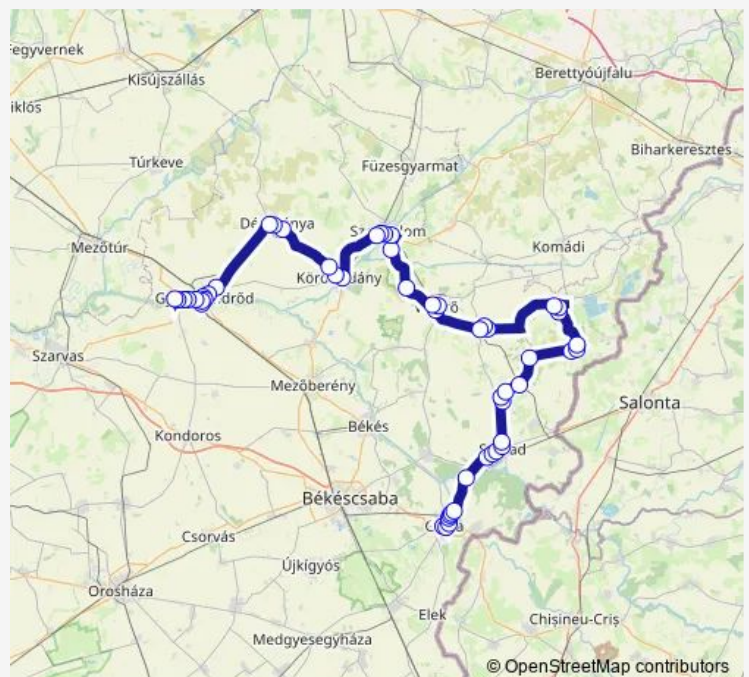 Fegyvernek
Kisújszállás
Berettyóújfalu
iklós
Biharkeresztes
Túrkeve
Füzesgyarmat
Mezőtúr
Komádi
Szarvas
Mezőberény
Salonta
Kondoros
Békés
Békéscsaba
Csorvás
Újkígyós
Orosháza
Elek
Chișineu-Criș
Medgyesegyháza
© OpenStreetMap contributors